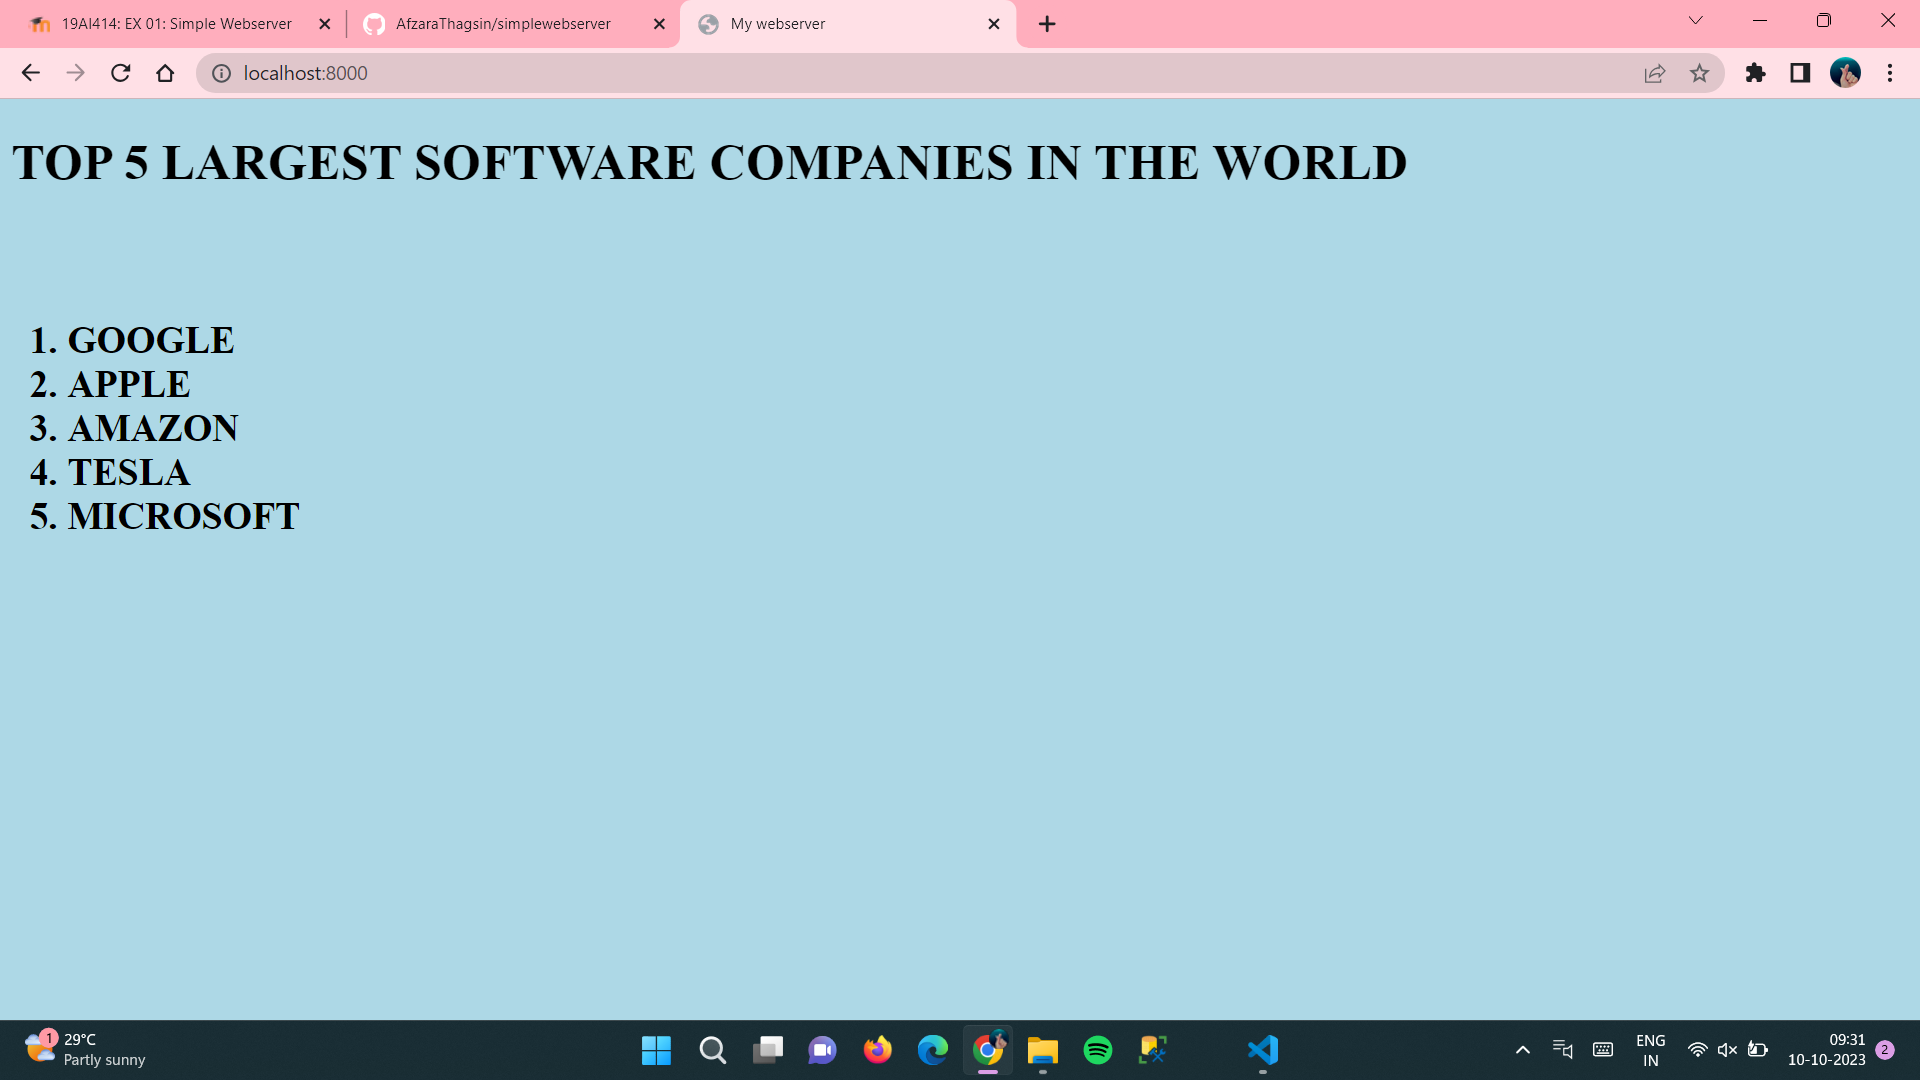 19AI414: EX 01: Simple Webserver
AfzaraThagsin/simplewebserver
My webserver
localhost:8000
TOP 5 LARGEST SOFTWARE COMPANIES IN THE WORLD
1. GOOGLE
2. APPLE
3. AMAZON
4. TESLA
5. MICROSOFT
1
29°C
Partly sunny
ENG
IN
09:31
10-10-2023
2